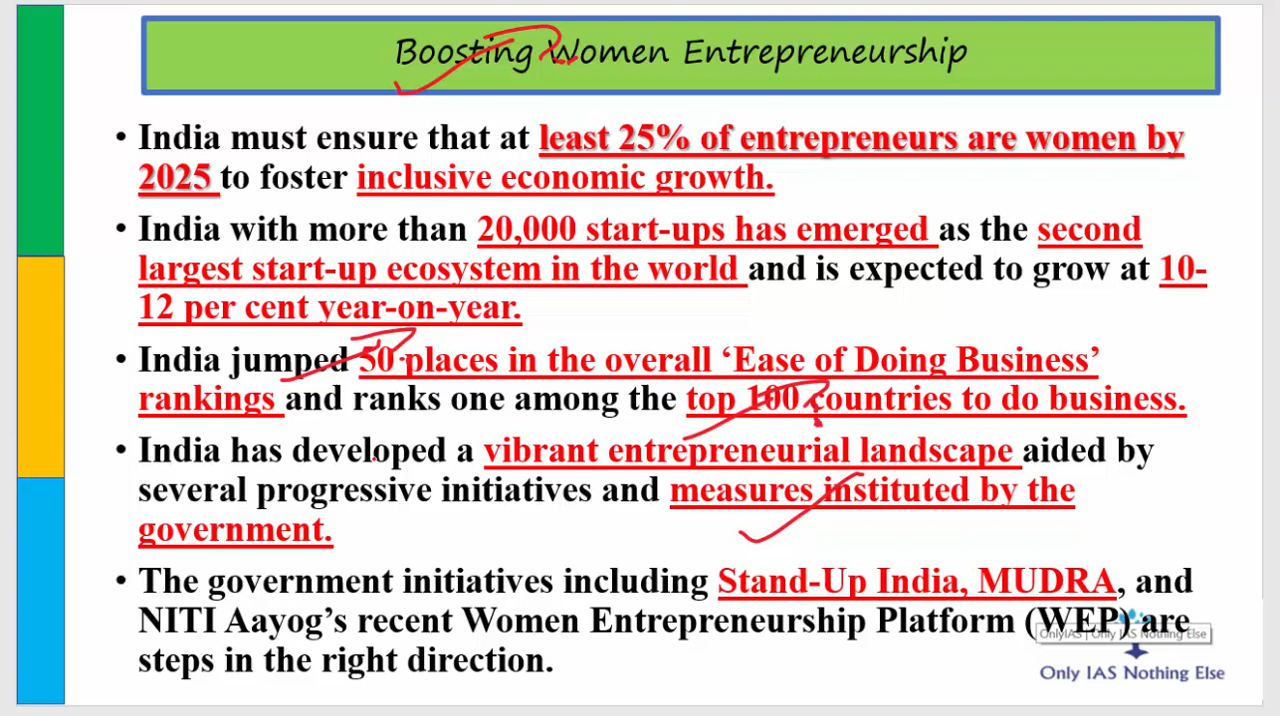 Boosting Women Entrepreneurship
• India must ensure that at least 25% of entrepreneurs are women by
2025 to foster inclusive economic growth.
• India with more than 20,000 start-ups has emerged as the second
largest start-up ecosystem in the world and is expected to grow at 10-
12 per cent year-on-year.
• India jumped 50 places in the overall ‘Ease of Doing Business’
rankings and ranks one among the top 100 countries to do business.
• India has developed a vibrant entrepreneurial landscape aided by
several progressive initiatives and measures instituted by the
government.
• The government initiatives including Stand-Up India, MUDRA, and
NITI Aayog’s recent Women Entrepreneurship Platform (WEP) are
OnlyIAS | Only IAS Nothing Else
steps in the right direction.
Only IAS Nothing Else